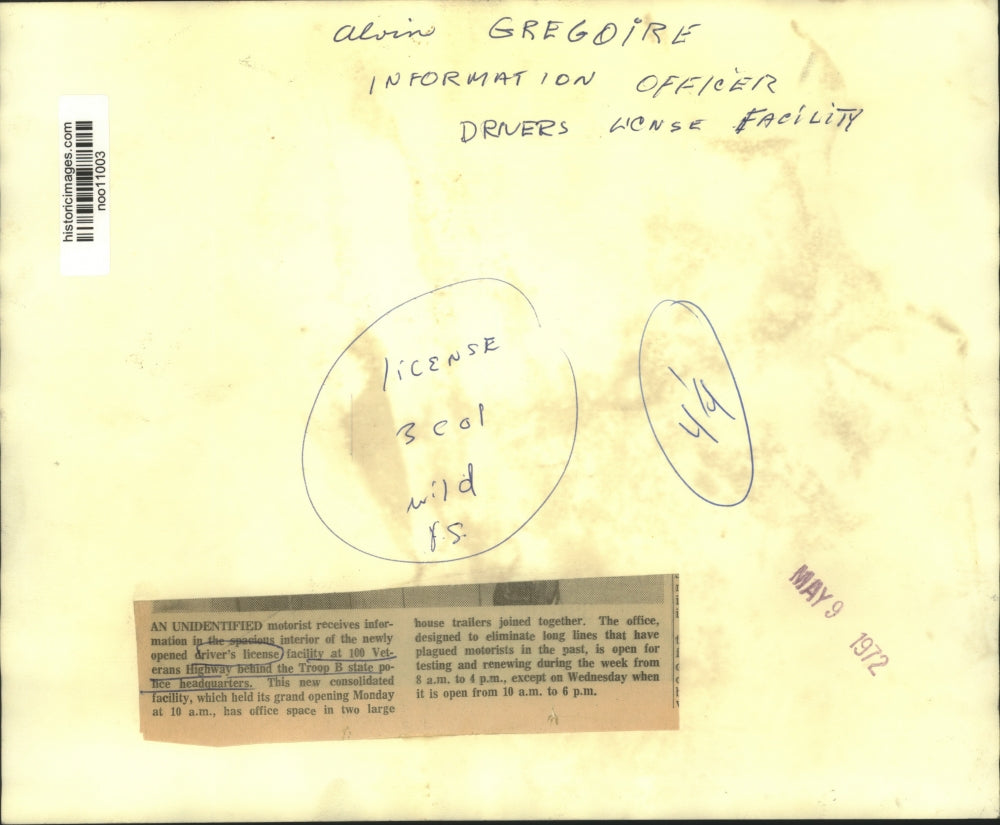 Alvin GREGOIRE
INFORMATION OFFICER
DRIVERS LICNSE FACILITY
historicimages.com
noo11003
LICENSE
3 col
wild
4/9
MAY 9 1972
AN UNIDENTIFIED motorist receives infor-
mation in the spacious interior of the newly
opened driver's license facility at 100 Vet-
erans Highway behind the Troop B state po-
lice headquarters. This new consolidated
facility, which held its grand opening Monday
at 10 a.m., has office space in two large
house trailers joined together. The office,
designed to eliminate long lines that have
plagued motorists in the past, is open for
testing and renewing during the week from
8 a.m. to 4 p.m., except on Wednesday when
it is open from 10 a.m. to 6 p.m.